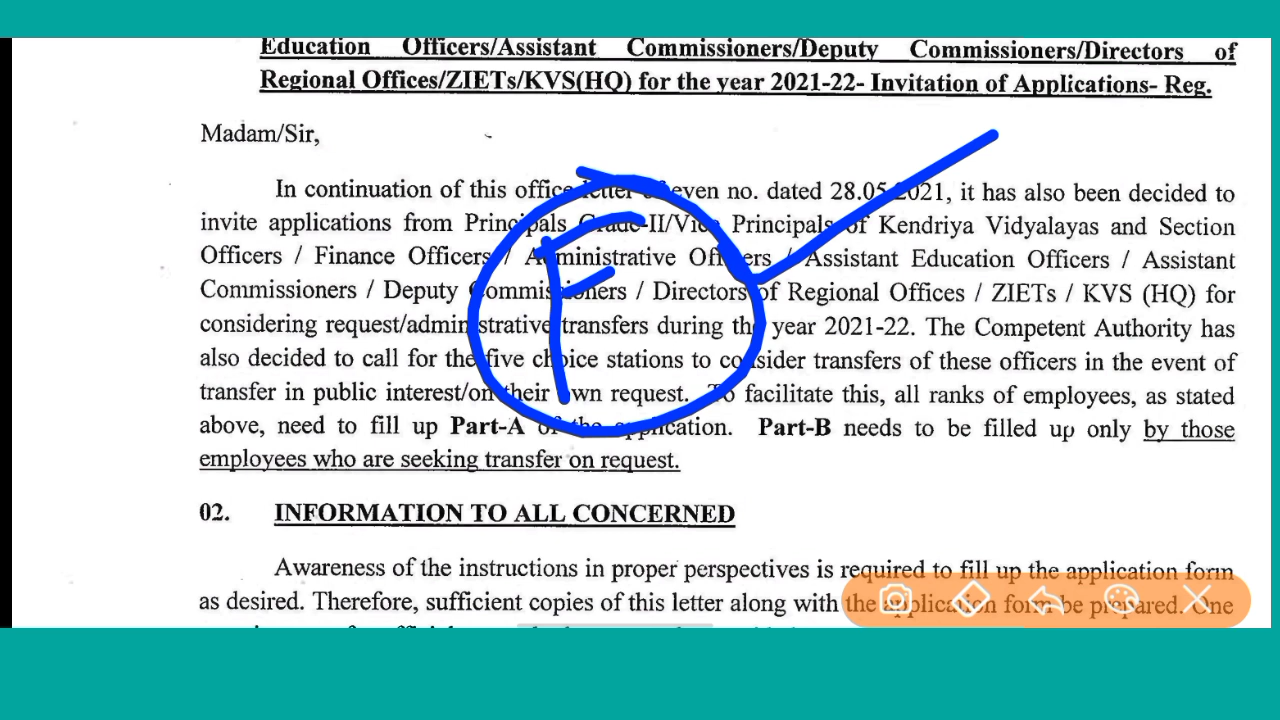 Education Officers/Assistant Commissioners/Deputy Commissioners/Directors of
Regional Offices/ZIETs/KVS(HQ) for the year 2021-22- Invitation of Applications- Reg.
Madam/Sir,
In continuation of this office letter of even no. dated 28.05.2021, it has also been decided to
invite applications from Principals Grade-II/Vice Principals of Kendriya Vidyalayas and Section
Officers / Finance Officers / Administrative Officers / Assistant Education Officers / Assistant
Commissioners / Deputy Commissioners / Directors of Regional Offices / ZIETs / KVS (HQ) for
considering request/administrative transfers during the year 2021-22. The Competent Authority has
also decided to call for the five choice stations to consider transfers of these officers in the event of
transfer in public interest/on their own request. To facilitate this, all ranks of employees, as stated
above, need to fill up Part-A of the application. Part-B needs to be filled up only by those
employees who are seeking transfer on request.
F
02. INFORMATION TO ALL CONCERNED
Awareness of the instructions in proper perspectives is required to fill up the application form
as desired. Therefore, sufficient copies of this letter along with the application form be prepared. One